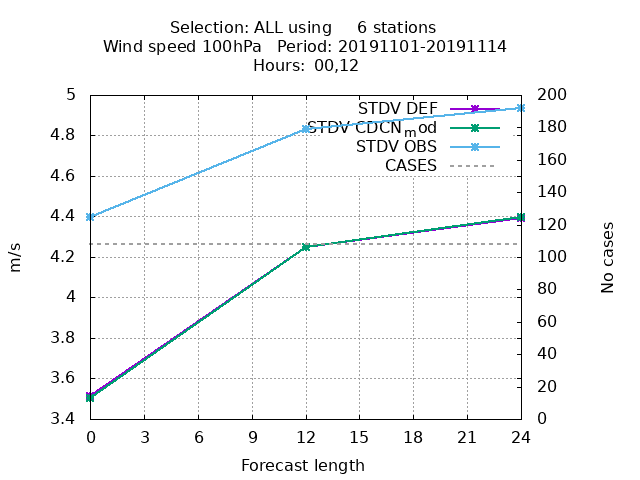 Selection: ALL using     6 stations
Wind speed 100hPa   Period: 20191101-20191114
Hours:  00,12
5
4.8
4.6
4.4
4.2
4
3.8
3.6
3.4
200
180
160
140
120
100
80
60
40
20
0
STDV DEF
STDV CDCNmod
STDV OBS
CASES
m/s
No cases
0 3 6 9 12 15 18 21 24
Forecast length